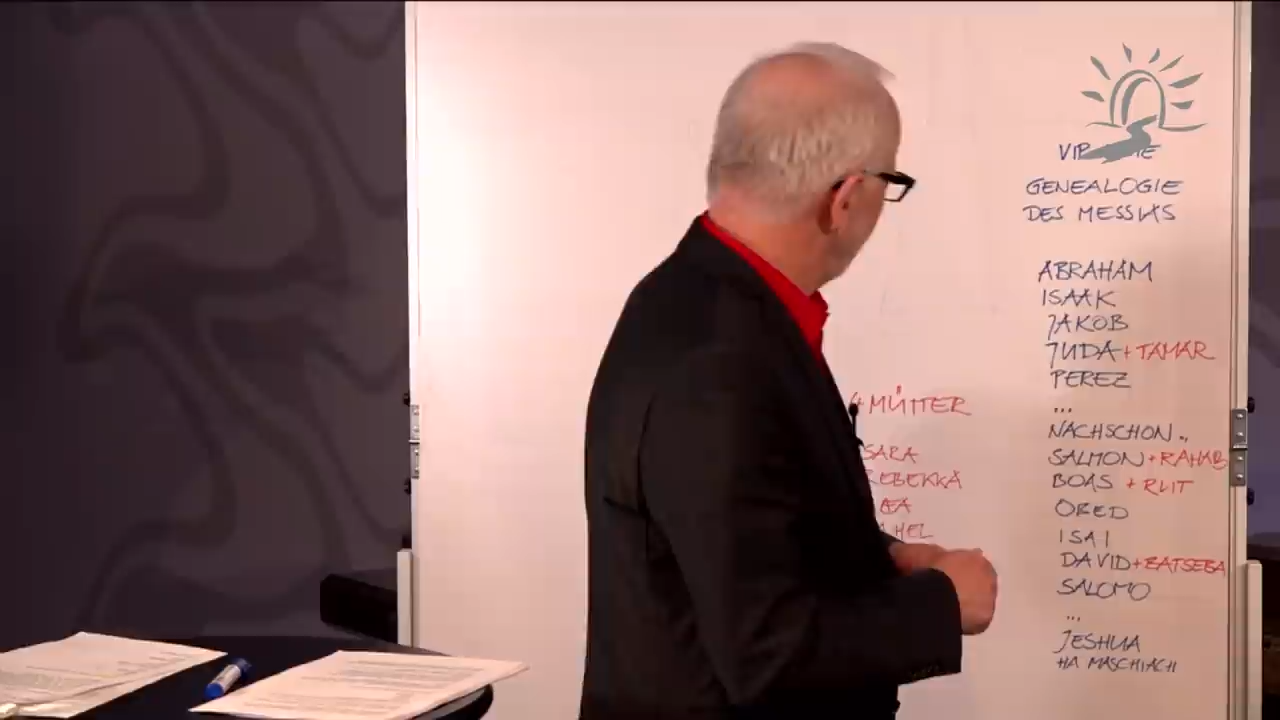 GENEALOGIE
DES MESSIAS
ABRAHAM
ISAAK
JAKOB
JUDA + TAMAR
PEREZ
...
NACHSCHON..
SALMON + RAHAB
BOAS + RUT
OBED
ISAI
DAVID + BATSEBA
SALOMO
...
JESHUA
HA MASCHIACH
4 MÜTTER
SARA
REBEKKA